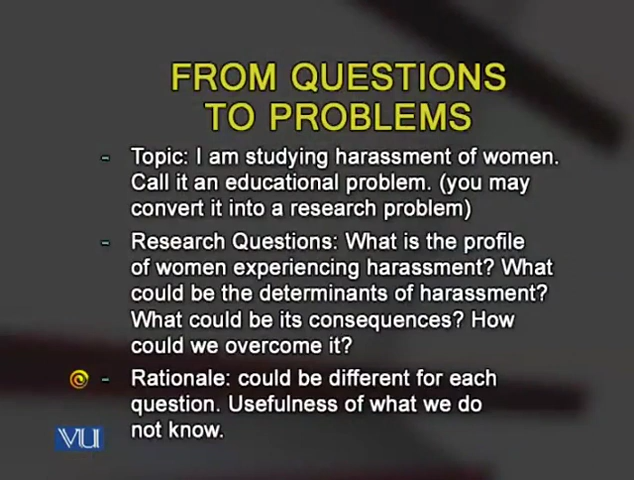 FROM QUESTIONS
TO PROBLEMS
- Topic: I am studying harassment of women.
Call it an educational problem. (you may
convert it into a research problem)
- Research Questions: What is the profile
of women experiencing harassment? What
could be the determinants of harassment?
What could be its consequences? How
could we overcome it?
- Rationale: could be different for each
question. Usefulness of what we do
not know.
VU